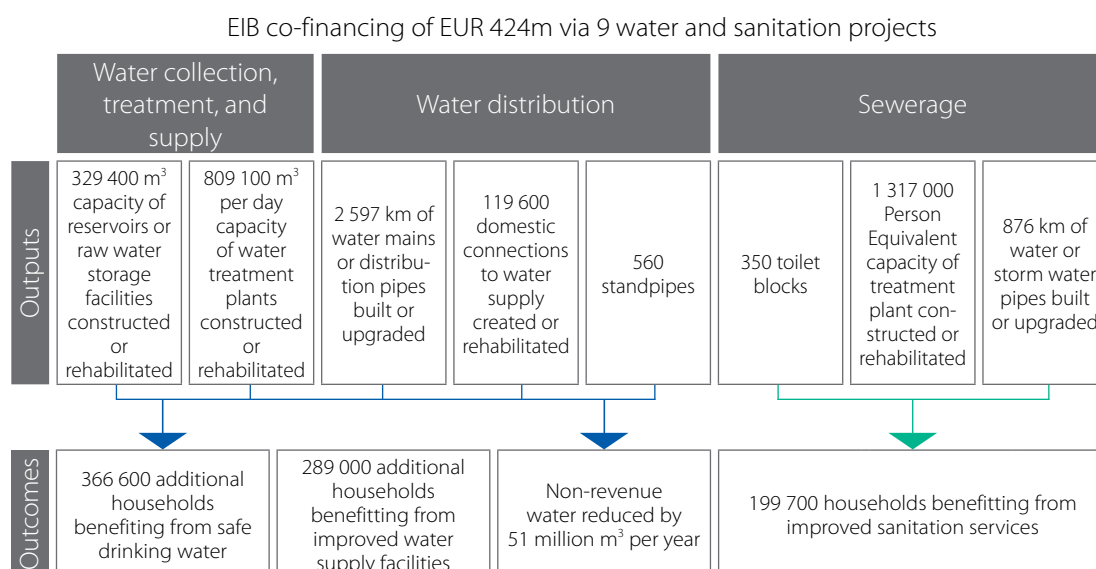 EIB co-financing of EUR 424m via 9 water and sanitation projects
Water collection,
treatment, and
supply
Water distribution
Sewerage
Outputs
329 400 m³
capacity of
reservoirs or
raw water
storage
facilities
constructed
or
rehabilitated
809 100 m³
per day
capacity
of water
treatment
plants
constructed
or
rehabilitated
2 597 km of
water mains
or distribu-
tion pipes
built or
upgraded
119 600
domestic
connections
to water
supply
created or
rehabilitated
560
standpipes
350 toilet
blocks
1 317 000
Person
Equivalent
capacity of
treatment
plant con-
structed or
rehabilitated
876 km of
water or
storm water
pipes built
or upgraded
Outcomes
366 600 additional
households
benefiting from safe
drinking water
289 000 additional
households
benefitting from
improved water
supply facilities
Non-revenue
water reduced by
51 million m³ per year
199 700 households benefitting from
improved sanitation services